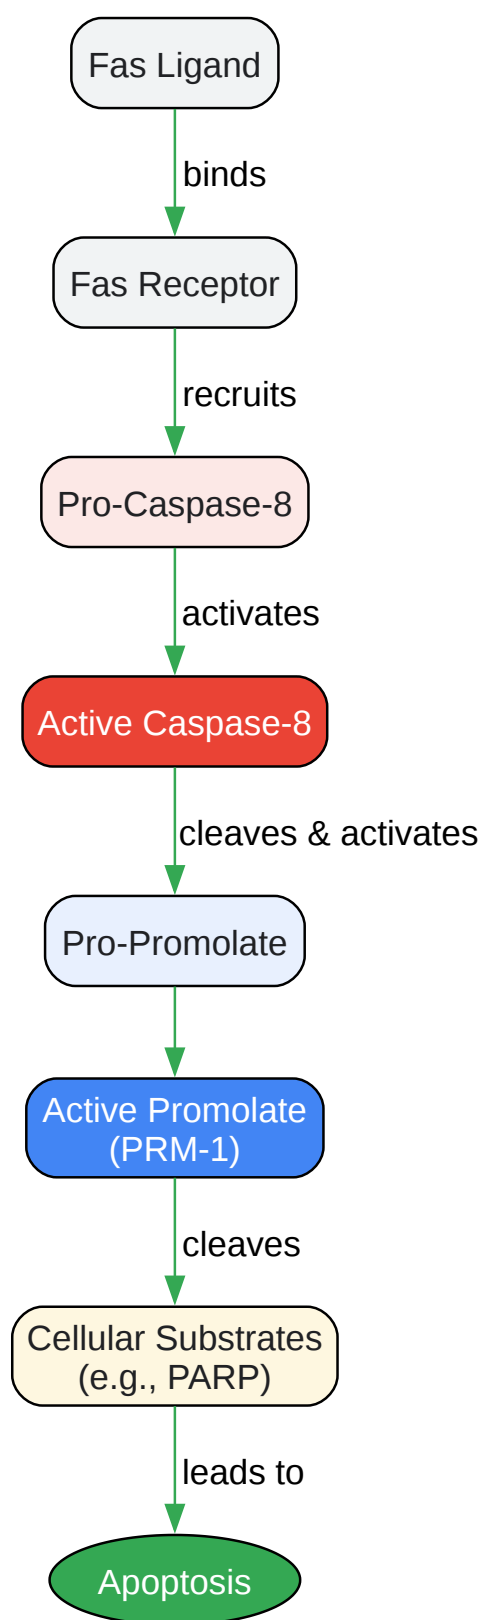 Fas Ligand
binds
Fas Receptor
recruits
Pro-Caspase-8
activates
Active Caspase-8
cleaves & activates
Pro-Promolate
Active Promolate
(PRM-1)
cleaves
Cellular Substrates
(e.g., PARP)
leads to
Apoptosis